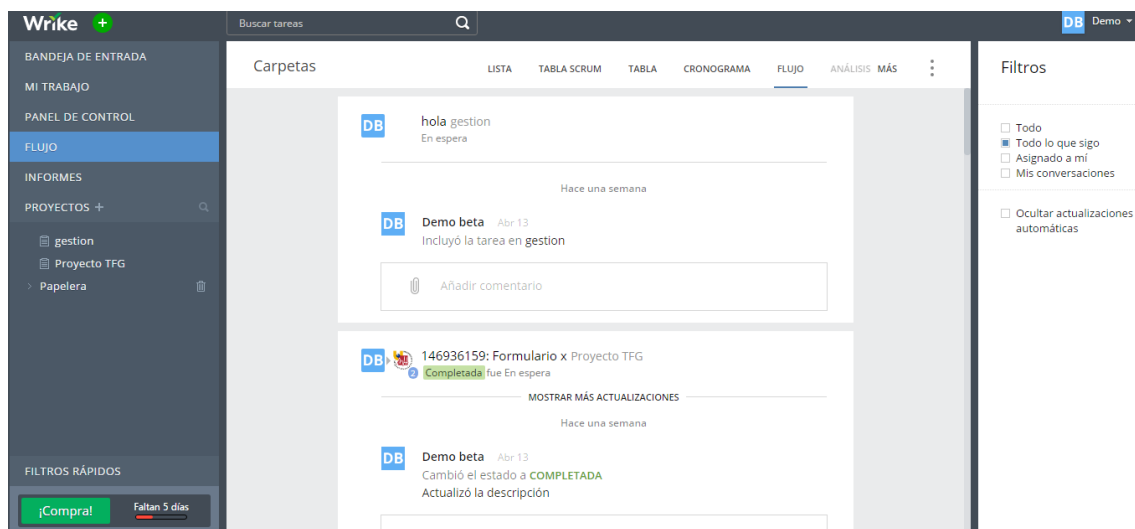 Wrike
Buscar tareas
DB Demo
BANDEJA DE ENTRADA
MI TRABAJO
PANEL DE CONTROL
FLUJO
INFORMES
PROYECTOS +
gestion
Proyecto TFG
Papelera
FILTROS RÁPIDOS
¡Compra!
Faltan 5 días
Carpetas
LISTA TABLA SCRUM TABLA CRONOGRAMA FLUJO ANÁLISIS MÁS
DB hola gestion
En espera
Hace una semana
DB Demo beta Abr 13
Incluyó la tarea en gestion
Añadir comentario
DB 146936159: Formulario x Proyecto TFG
2 Completada fue En espera
MOSTRAR MÁS ACTUALIZACIONES
Hace una semana
DB Demo beta Abr 13
Cambió el estado a COMPLETADA
Actualizó la descripción
Filtros
Todo
Todo lo que sigo
Asignado a mí
Mis conversaciones
Ocultar actualizaciones
automáticas